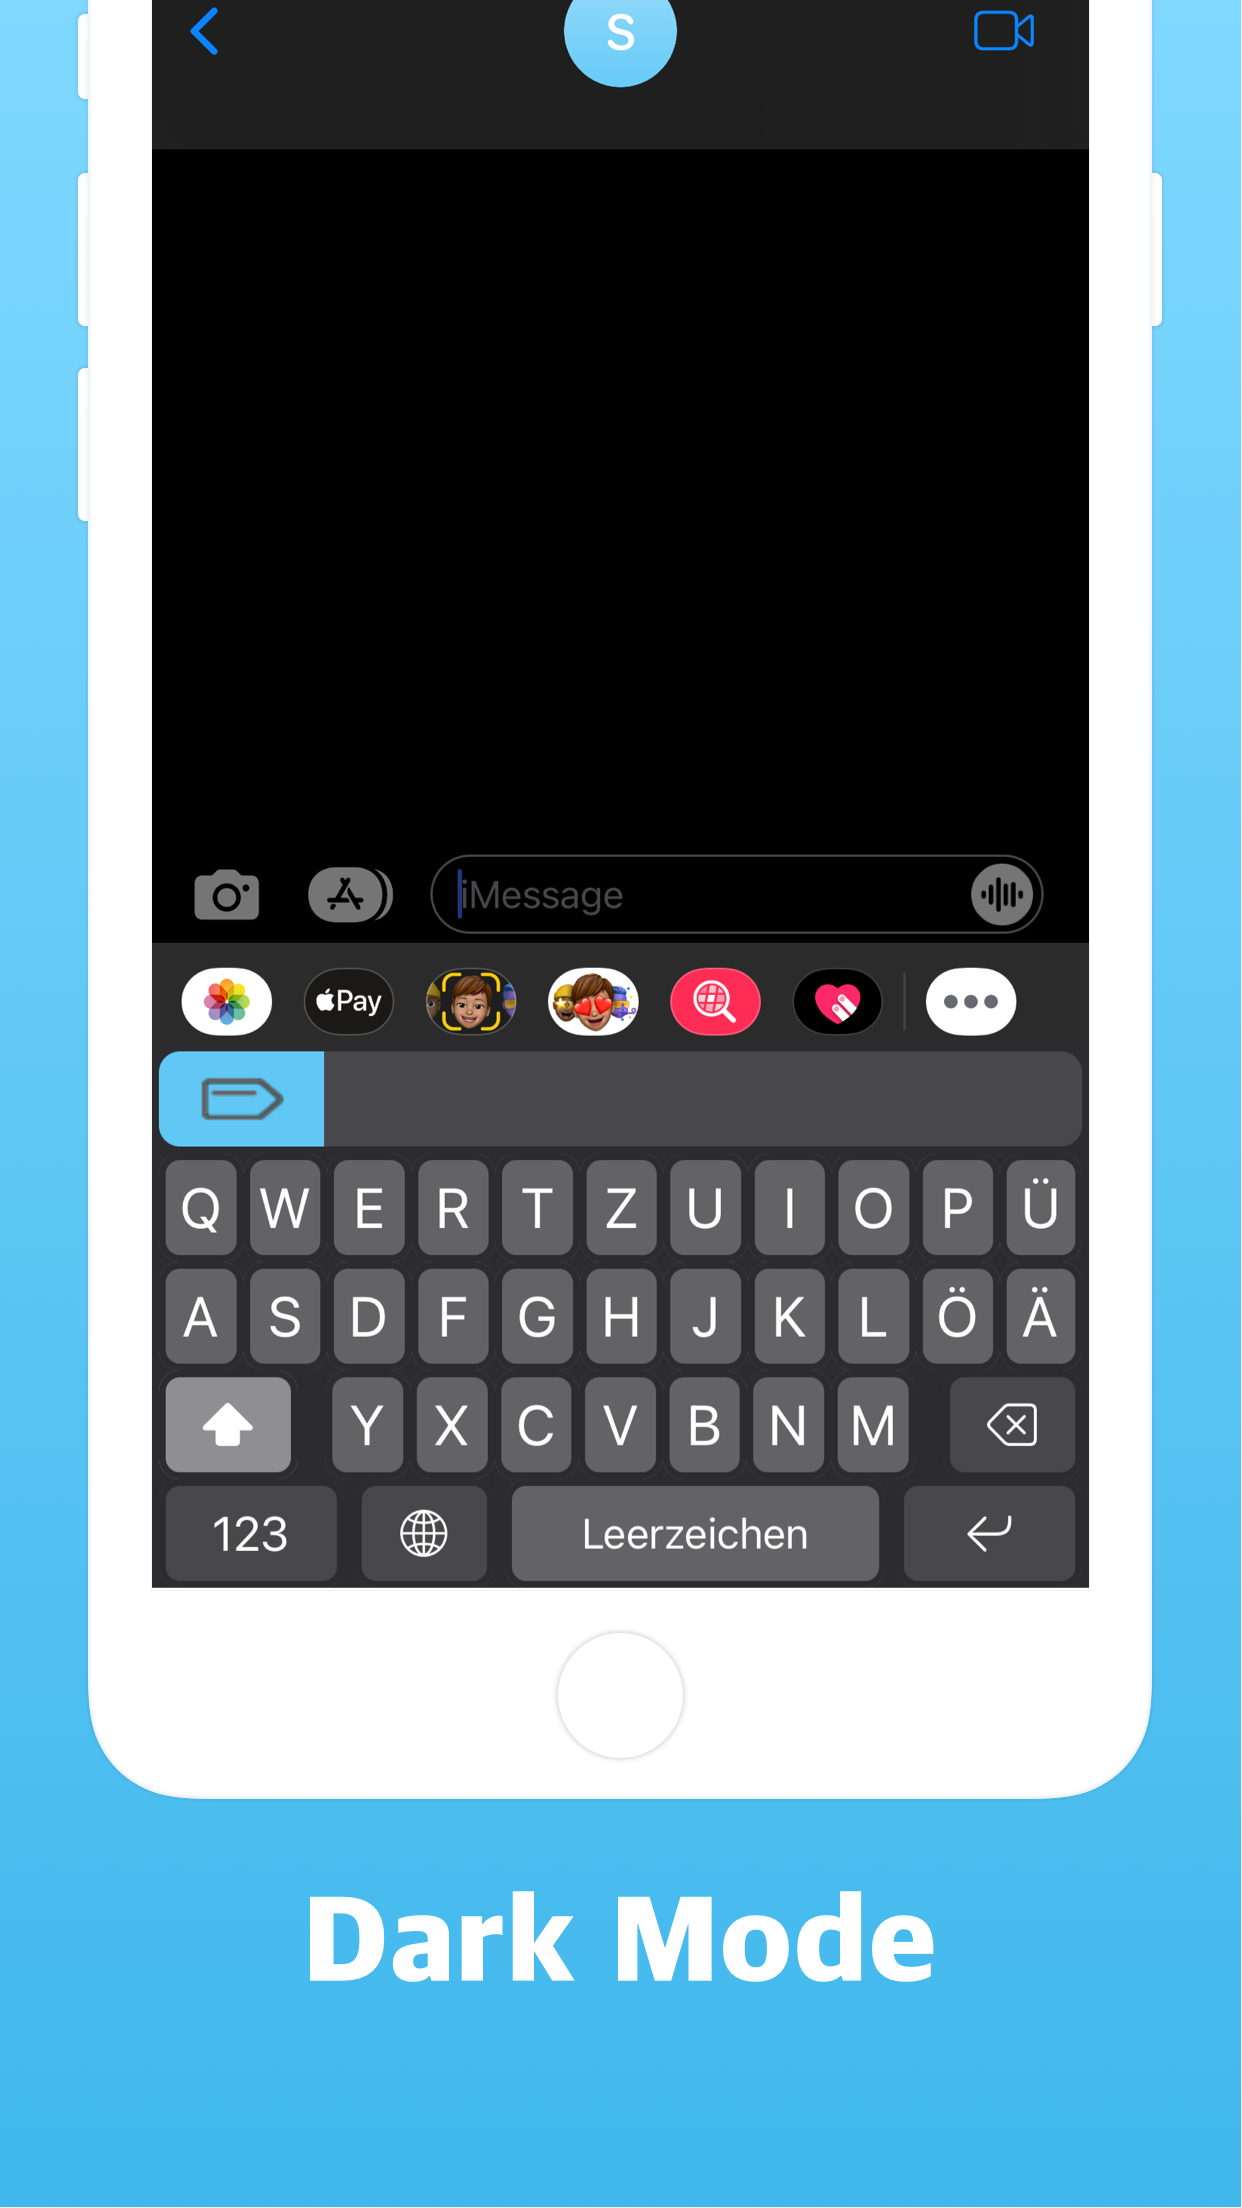 S
iMessage
Pay
Q W E R T Z U I O P Ü
A S D F G H J K L Ö Ä
Y X C V B N M
123 Leerzeichen
Dark Mode